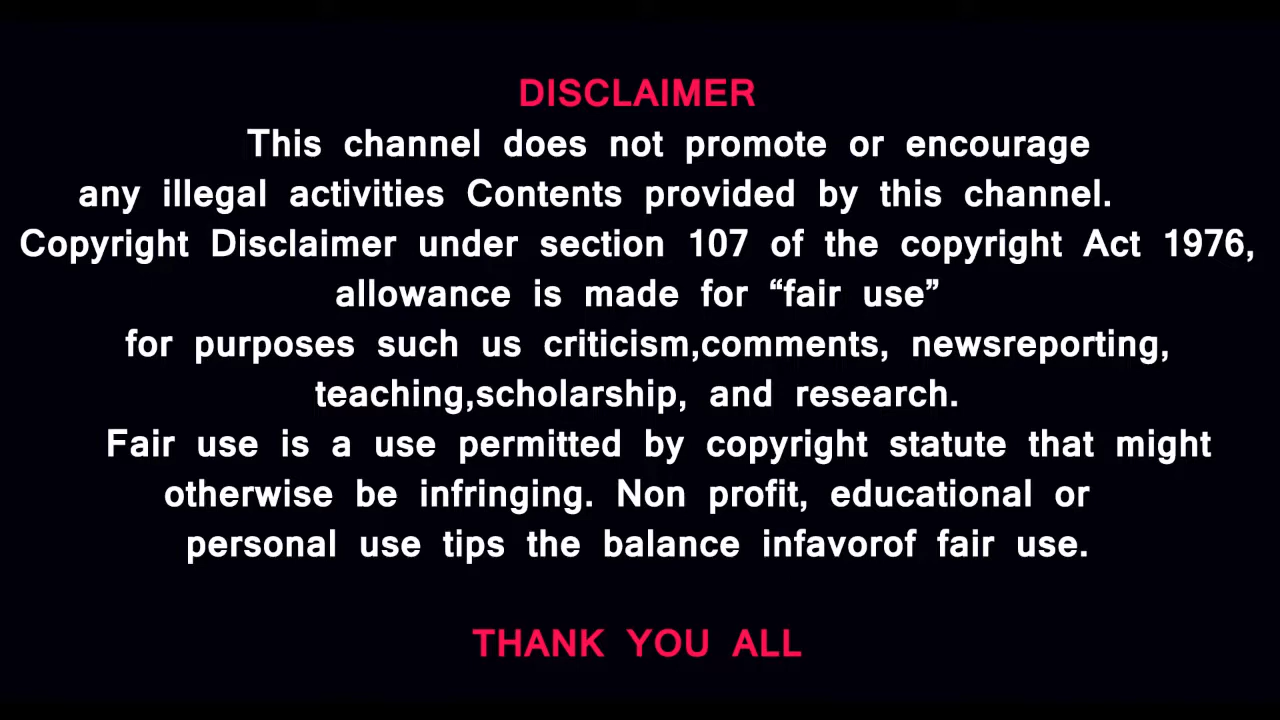 DISCLAIMER
This channel does not promote or encourage
any illegal activities Contents provided by this channel.
Copyright Disclaimer under section 107 of the copyright Act 1976,
allowance is made for “fair use”
for purposes such us criticism,comments, newsreporting,
teaching,scholarship, and research.
Fair use is a use permitted by copyright statute that might
otherwise be infringing. Non profit, educational or
personal use tips the balance infavorof fair use.
THANK YOU ALL